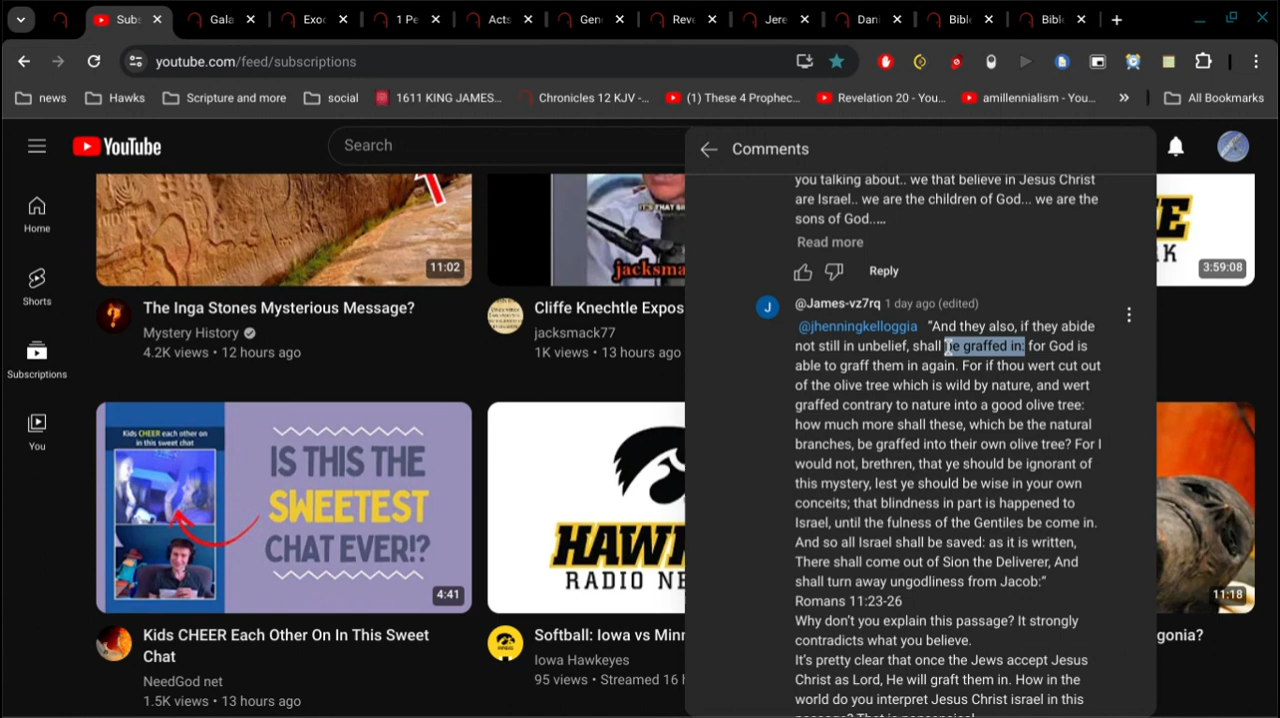 Subs
Gala
Exoc
1 Pe
Acts
Gen
Reve
Jere
Dani
Bibl
Bibl
youtube.com/feed/subscriptions
news
Hawks
Scripture and more
social
1611 KING JAMES...
Chronicles 12 KJV -...
(1) These 4 Prophec...
Revelation 20 - You...
amillennialism - You...
All Bookmarks
YouTube
Search
Home
Shorts
Subscriptions
You
11:02
The Inga Stones Mysterious Message?
Mystery History
4.2K views • 12 hours ago
IT'S THAT
jacksma
Cliffe Knechtle Expos
jacksmack77
1K views • 13 hours ago
3:59:08
Kids CHEER each other on
in this sweet chat
IS THIS THE
SWEETEST
CHAT EVER!?
4:41
Kids CHEER Each Other On In This Sweet
Chat
NeedGod net
1.5K views • 13 hours ago
HAW
RADIO NE
Softball: Iowa vs Minr
Iowa Hawkeyes
95 views • Streamed 16 h
11:18
gonia?
Comments
you talking about.. we that believe in Jesus Christ
are Israel.. we are the children of God... we are the
sons of God....
Read more
Reply
J
@James-vz7rq 1 day ago (edited)
@jhenningkelloggia “And they also, if they abide
not still in unbelief, shall be graffed in: for God is
able to graff them in again. For if thou wert cut out
of the olive tree which is wild by nature, and wert
graffed contrary to nature into a good olive tree:
how much more shall these, which be the natural
branches, be graffed into their own olive tree? For I
would not, brethren, that ye should be ignorant of
this mystery, lest ye should be wise in your own
conceits; that blindness in part is happened to
Israel, until the fulness of the Gentiles be come in.
And so all Israel shall be saved: as it is written,
There shall come out of Sion the Deliverer, And
shall turn away ungodliness from Jacob:”
Romans 11:23-26
Why don’t you explain this passage? It strongly
contradicts what you believe.
It’s pretty clear that once the Jews accept Jesus
Christ as Lord, He will graft them in. How in the
world do you interpret Jesus Christ israel in this